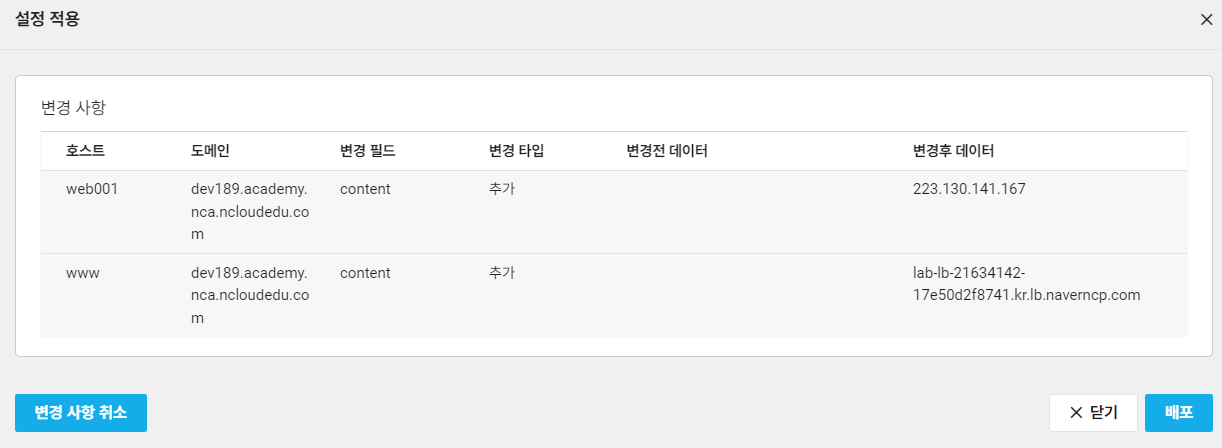 설정 적용
변경 사항
호스트 도메인 변경 필드 변경 타입 변경전 데이터 변경후 데이터
web001 dev189.academy. content 추가 223.130.141.167
nca.ncloudedu.co
m
www dev189.academy. content 추가 lab-lb-21634142-
nca.ncloudedu.co 17e50d2f8741.kr.lb.naverncp.com
m
변경 사항 취소 닫기 배포